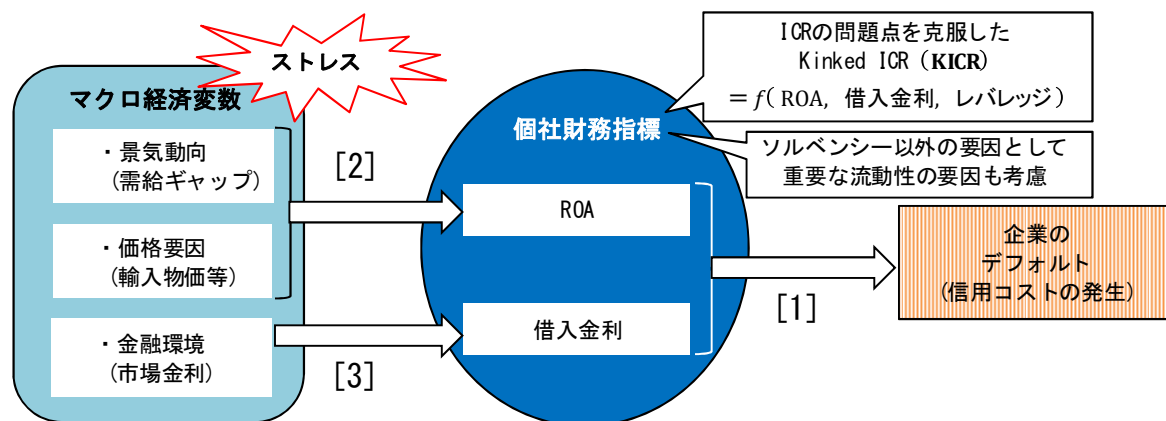 ストレス
マクロ経済変数
・景気動向
(需給ギャップ)
・価格要因
(輸入物価等)
・金融環境
(市場金利)
[2]
[3]
ICRの問題点を克服した
Kinked ICR (KICR)
= f( ROA, 借入金利, レバレッジ )
個社財務指標
ソルベンシー以外の要因として
重要な流動性の要因も考慮
ROA
借入金利
[1]
企業の
デフォルト
(信用コストの発生)